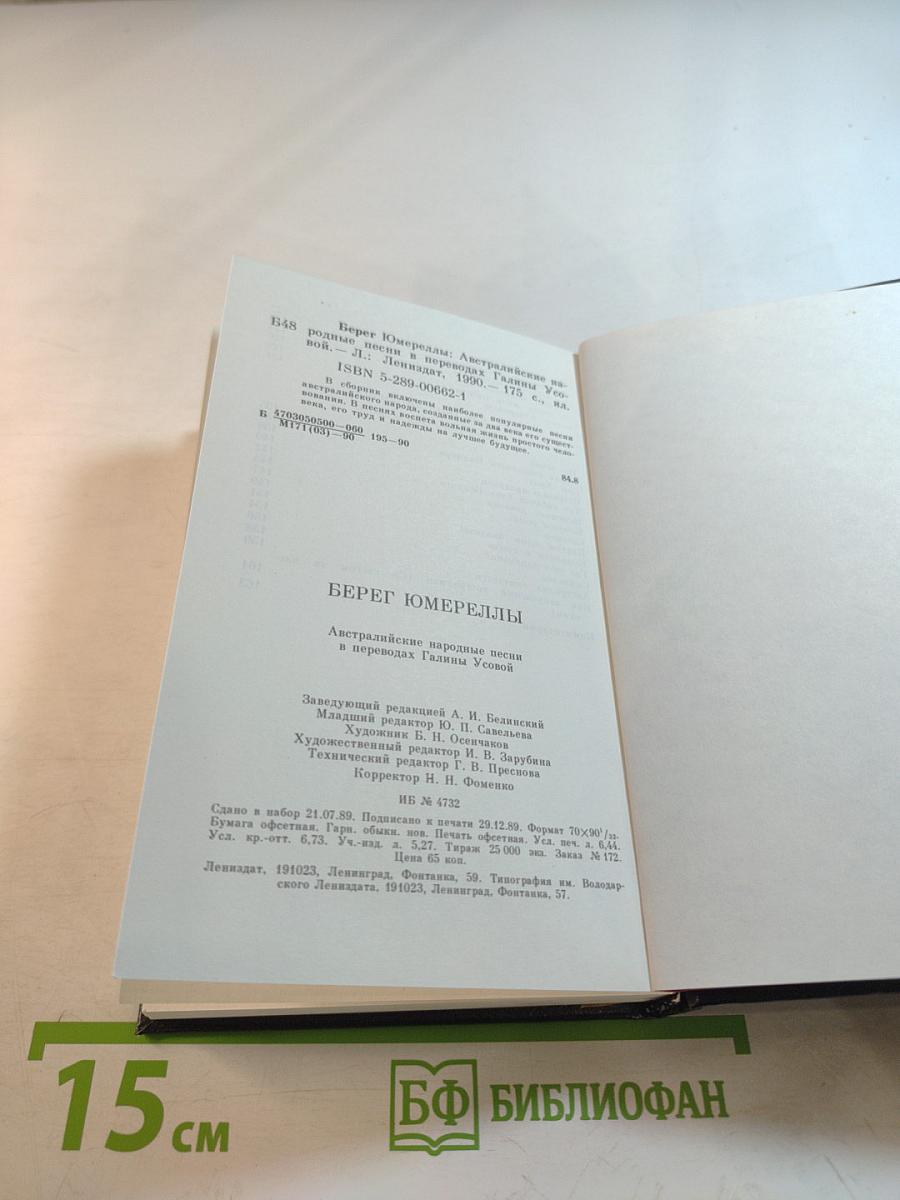 Берег Юмереллы: Австралийские на-
Б48 родные песни в переводах Галины Усо-
вой.— Л.: Лениздат, 1990.— 175 с., ил.
ISBN 5-289-00662-1
В сборник включены наиболее популярные песни
австралийского народа, созданные за два века его сущест-
вования. В песнях воспета вольная жизнь простого чело-
века, его труд и надежды на лучшее будущее.
Б 4703050500—060
М171(03)—90 195—90
84.8
БЕРЕГ ЮМЕРЕЛЛЫ
Австралийские народные песни
в переводах Галины Усовой
Заведующий редакцией А. И. Белинский
Младший редактор Ю. П. Савельева
Художник Б. Н. Осенчаков
Художественный редактор И. В. Зарубина
Технический редактор Г. В. Преснова
Корректор Н. Н. Фоменко
ИБ № 4732
Сдано в набор 21.07.89. Подписано к печати 29.12.89. Формат 70×90¹/₃₂.
Бумага офсетная. Гарн. обыкн. нов. Печать офсетная. Усл. печ. л. 6,44.
Усл. кр.-отт. 6,73. Уч.-изд. л. 5,27. Тираж 25 000 экз. Заказ № 172.
Цена 65 коп.
Лениздат, 191023, Ленинград, Фонтанка, 59. Типография им. Володар-
ского Лениздата, 191023, Ленинград, Фонтанка, 57.
15 см
БФ БИБЛИОФАН